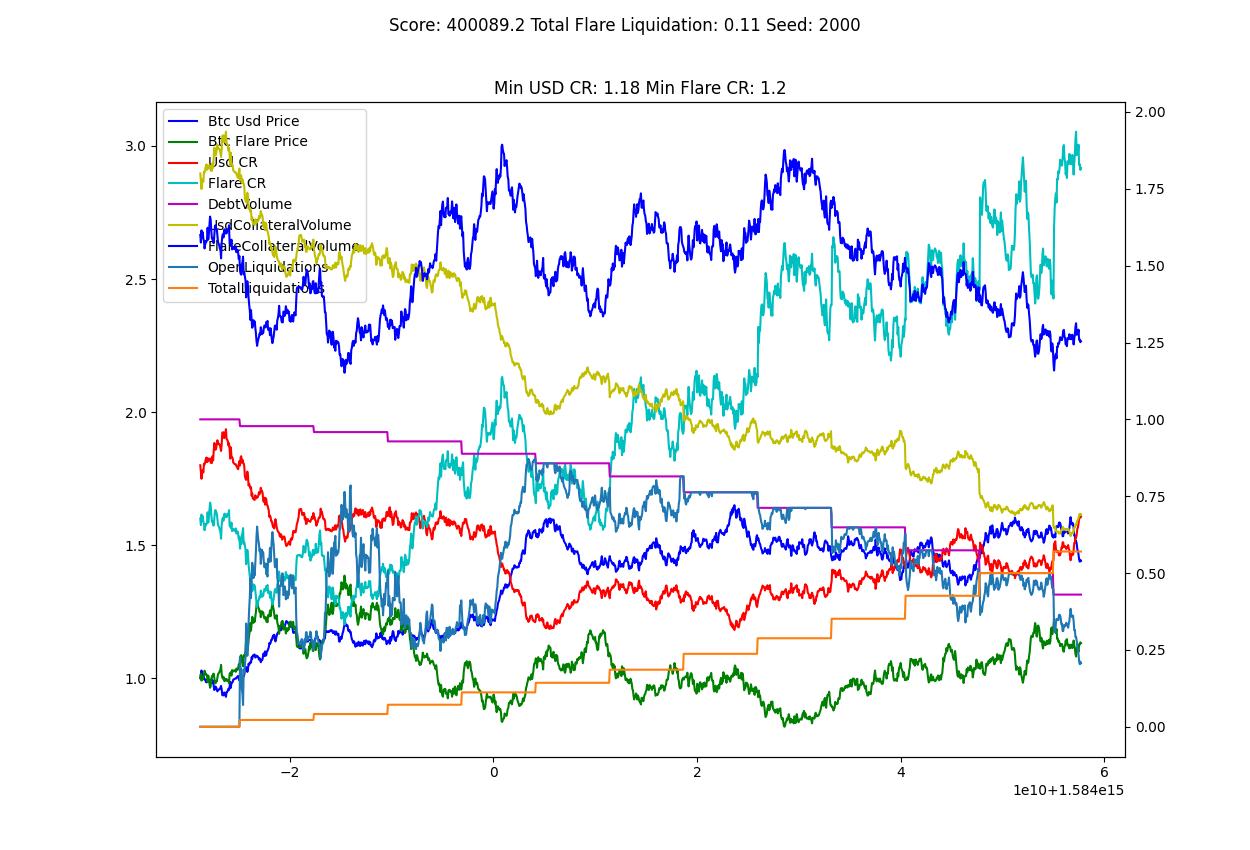 Score: 400089.2 Total Flare Liquidation: 0.11 Seed: 2000
Min USD CR: 1.18 Min Flare CR: 1.2
Btc Usd Price
Btc Flare Price
Usd CR
Flare CR
DebtVolume
UsdCollateralVolume
FlareCollateralVolume
OpenLiquidations
TotalLiquidations
3.0
2.5
2.0
1.5
1.0
2.00
1.75
1.50
1.25
1.00
0.75
0.50
0.25
0.00
−2
0
2
4
6
1e10+1.584e15